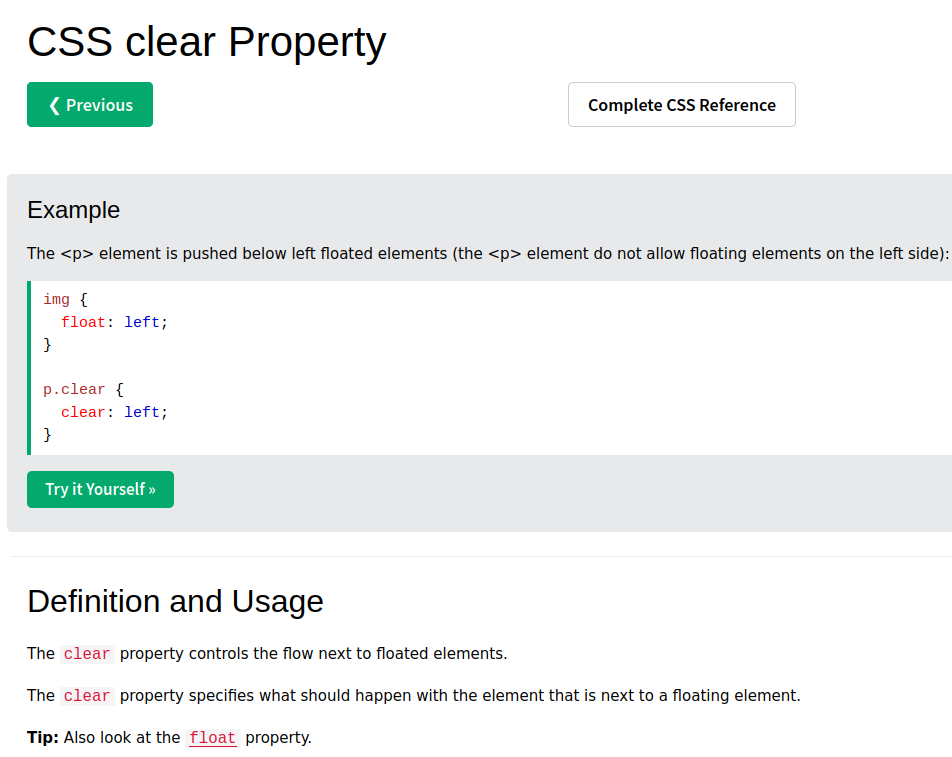 CSS clear Property
❮ Previous
Complete CSS Reference
Example
The <p> element is pushed below left floated elements (the <p> element do not allow floating elements on the left side):
img {
  float: left;
}
p.clear {
  clear: left;
}
Try it Yourself »
Definition and Usage
The clear property controls the flow next to floated elements.
The clear property specifies what should happen with the element that is next to a floating element.
Tip: Also look at the float property.